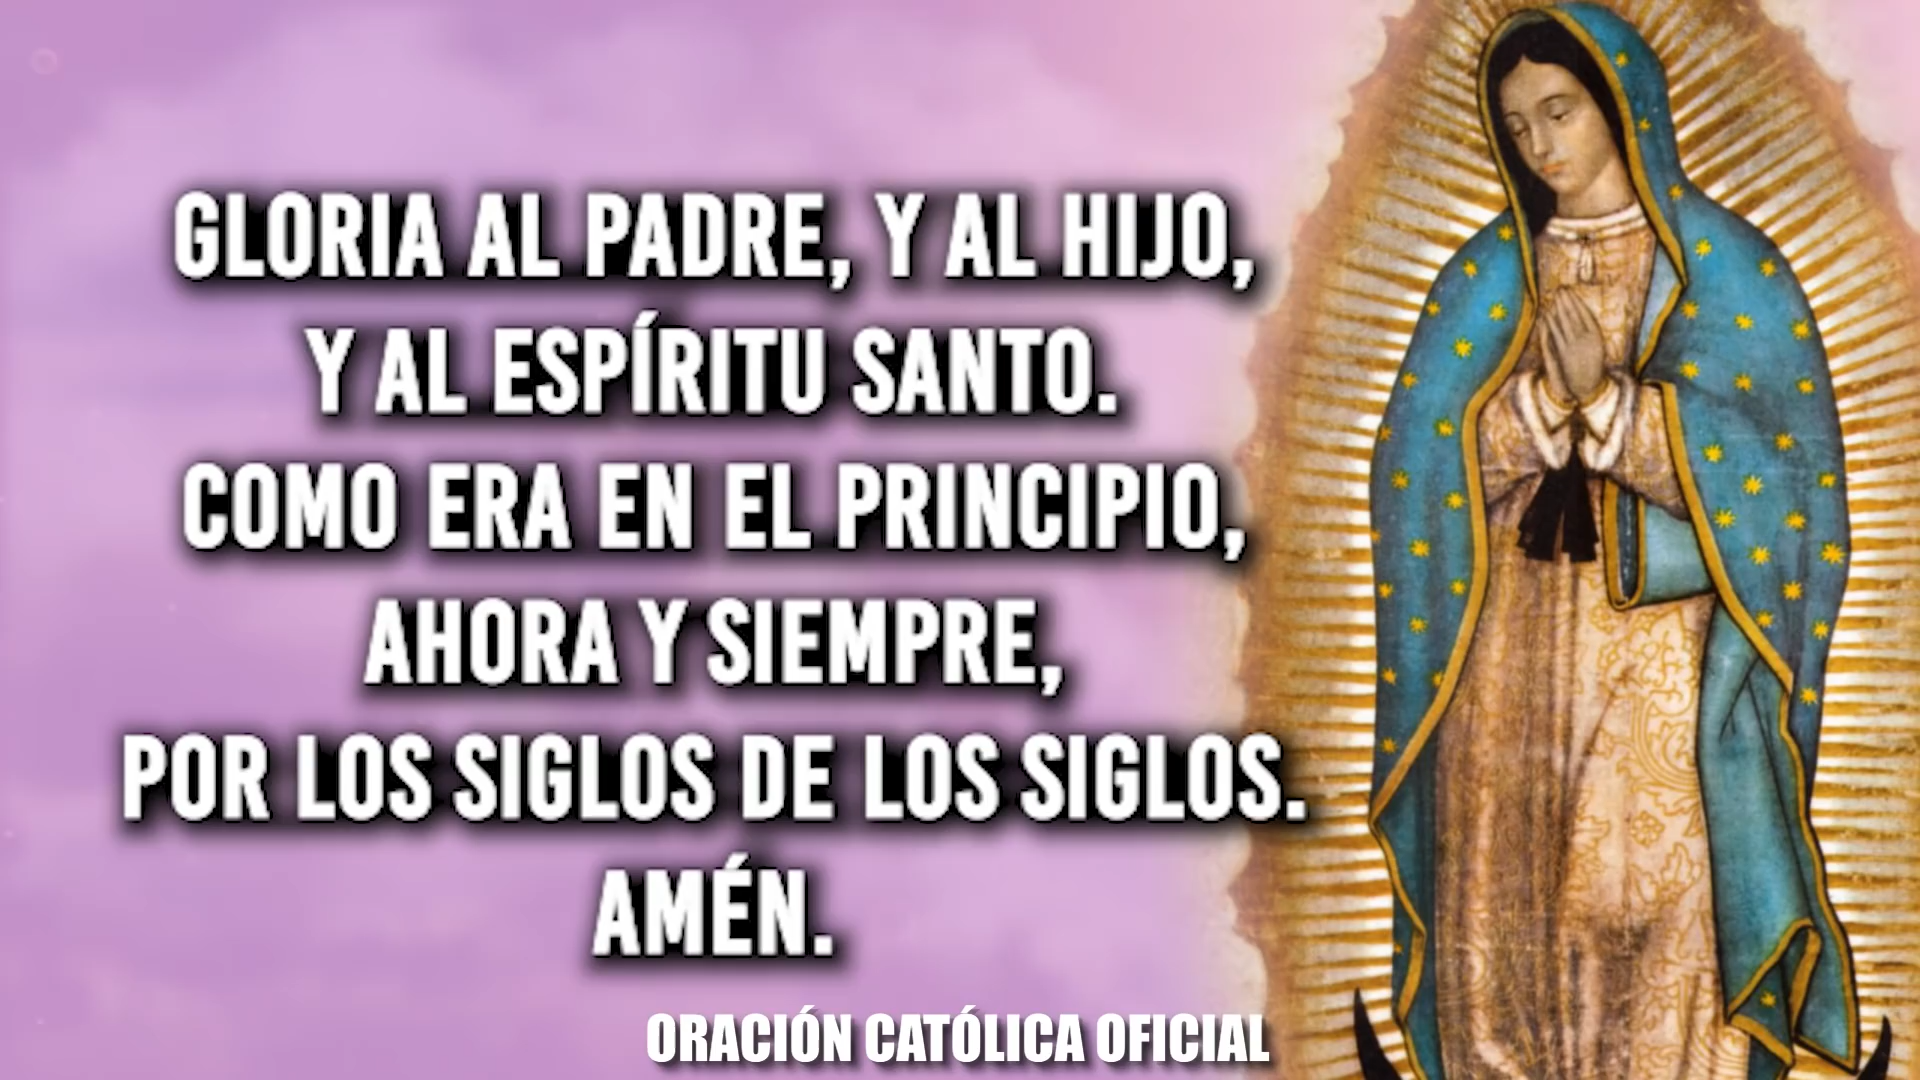 GLORIA AL PADRE, Y AL HIJO,
Y AL ESPÍRITU SANTO.
COMO ERA EN EL PRINCIPIO,
AHORA Y SIEMPRE,
POR LOS SIGLOS DE LOS SIGLOS.
AMÉN.
ORACIÓN CATÓLICA OFICIAL